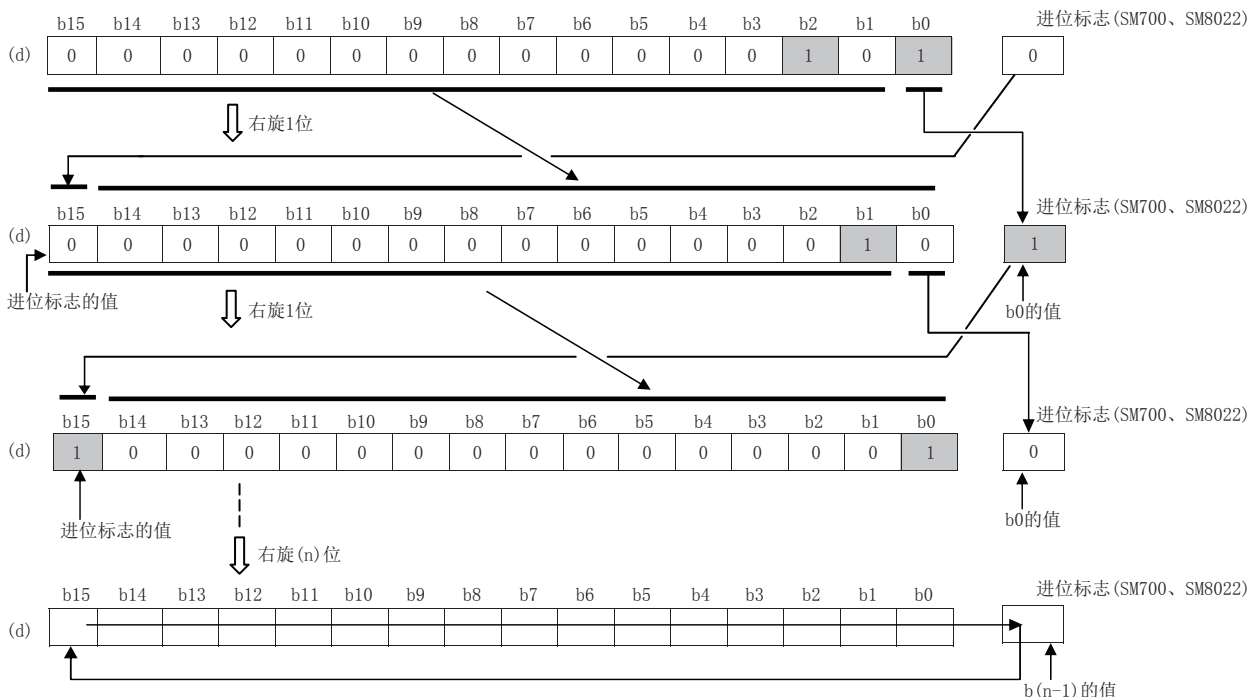 b15 b14 b13 b12 b11 b10 b9 b8 b7 b6 b5 b4 b3 b2 b1 b0 进位标志(SM700、SM8022)
(d) 0 0 0 0 0 0 0 0 0 0 0 0 0 1 0 1 0
右旋1位
b15 b14 b13 b12 b11 b10 b9 b8 b7 b6 b5 b4 b3 b2 b1 b0 进位标志(SM700、SM8022)
(d) 0 0 0 0 0 0 0 0 0 0 0 0 0 0 1 0 1
进位标志的值 右旋1位 b0的值
b15 b14 b13 b12 b11 b10 b9 b8 b7 b6 b5 b4 b3 b2 b1 b0 进位标志(SM700、SM8022)
(d) 1 0 0 0 0 0 0 0 0 0 0 0 0 0 0 1 0
进位标志的值 b0的值
右旋(n)位
b15 b14 b13 b12 b11 b10 b9 b8 b7 b6 b5 b4 b3 b2 b1 b0 进位标志(SM700、SM8022)
(d)
b(n-1)的值